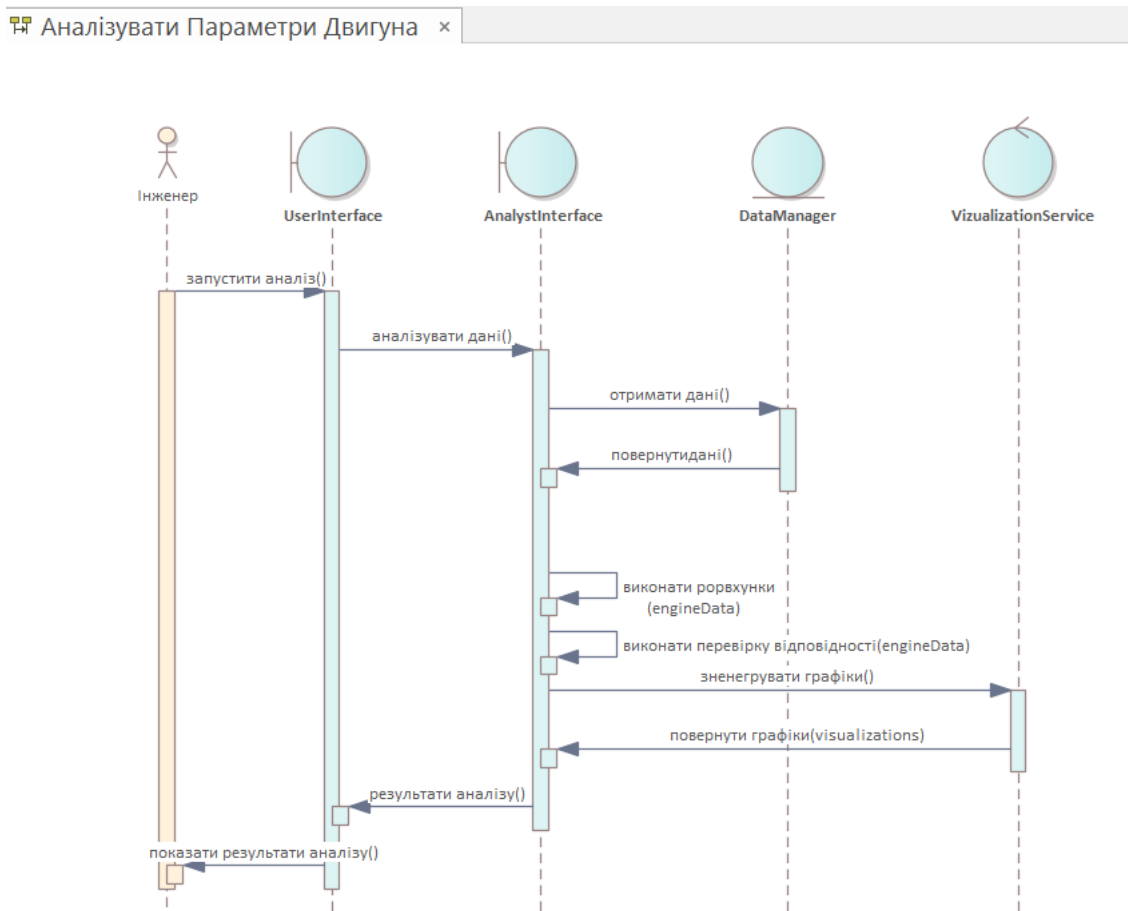 Аналізувати Параметри Двигуна ×
Інженер
UserInterface
AnalystInterface
DataManager
VizualizationService
запустити аналіз()
аналізувати дані()
отримати дані()
повернутидані()
виконати рорвхунки
(engineData)
виконати перевірку відповідності(engineData)
зненегрувати графіки()
повернути графіки(visualizations)
результати аналізу()
показати результати аналізу()